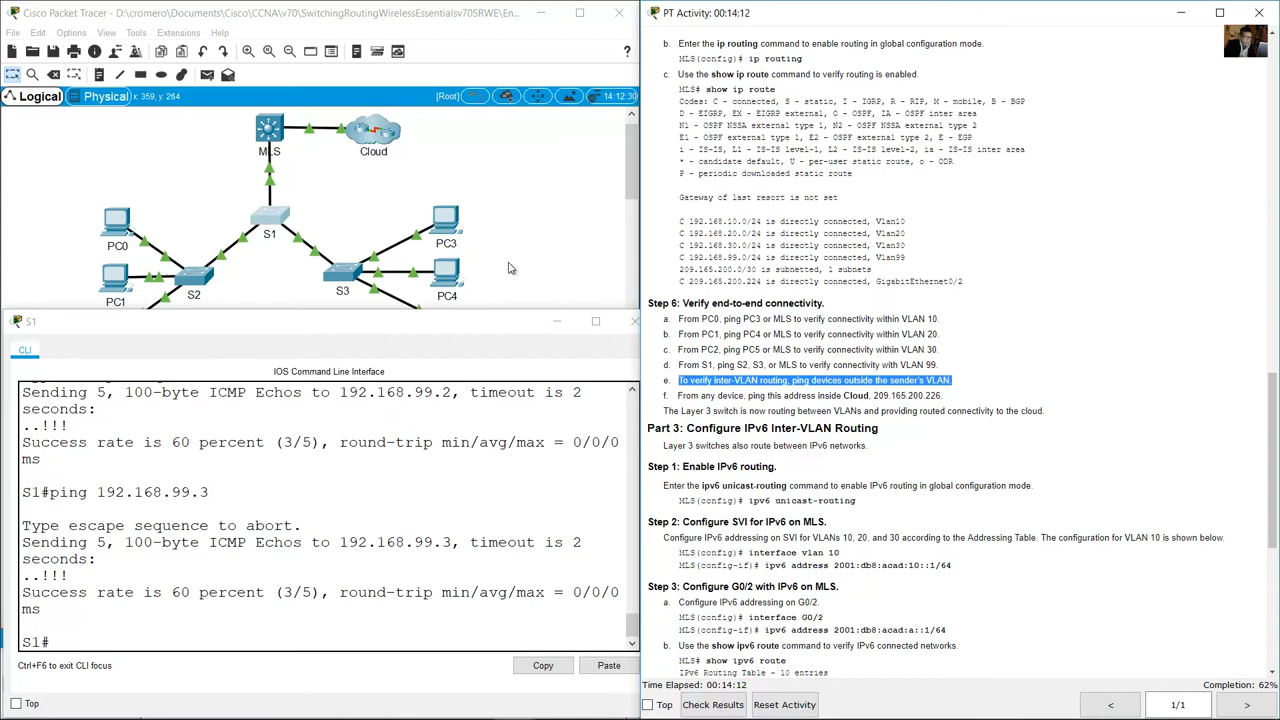 Cisco Packet Tracer - C:\Users\cromero\Documents\Cisco\CCNA\v70\SwitchingRoutingWirelessEssentialsv70SRWE\En...
File Edit Options View Tools Extensions Help
?
Logical Physical x: 359, y: 264 [Root] 14:12:30
MLS
Cloud
PC0
S1
PC3
PC1
S2
S3
PC4
S1
CLI
IOS Command Line Interface
Sending 5, 100-byte ICMP Echos to 192.168.99.2, timeout is 2
seconds:
..!!!
Success rate is 60 percent (3/5), round-trip min/avg/max = 0/0/0
ms
S1#ping 192.168.99.3
Type escape sequence to abort.
Sending 5, 100-byte ICMP Echos to 192.168.99.3, timeout is 2
seconds:
..!!!
Success rate is 60 percent (3/5), round-trip min/avg/max = 0/0/0
ms
S1#
Ctrl+F6 to exit CLI focus
Copy
Paste
Top
PT Activity: 00:14:12
b. Enter the ip routing command to enable routing in global configuration mode.
MLS(config)# ip routing
c. Use the show ip route command to verify routing is enabled.
MLS# show ip route
Codes: C - connected, S - static, I - IGRP, R - RIP, M - mobile, B - BGP
D - EIGRP, EX - EIGRP external, O - OSPF, IA - OSPF inter area
N1 - OSPF NSSA external type 1, N2 - OSPF NSSA external type 2
E1 - OSPF external type 1, E2 - OSPF external type 2, E - EGP
i - IS-IS, L1 - IS-IS level-1, L2 - IS-IS level-2, ia - IS-IS inter area
* - candidate default, U - per-user static route, o - ODR
P - periodic downloaded static route
Gateway of last resort is not set
C 192.168.10.0/24 is directly connected, Vlan10
C 192.168.20.0/24 is directly connected, Vlan20
C 192.168.30.0/24 is directly connected, Vlan30
C 192.168.99.0/24 is directly connected, Vlan99
209.165.200.0/30 is subnetted, 1 subnets
C 209.165.200.224 is directly connected, GigabitEthernet0/2
Step 6: Verify end-to-end connectivity.
a. From PC0, ping PC3 or MLS to verify connectivity within VLAN 10.
b. From PC1, ping PC4 or MLS to verify connectivity within VLAN 20.
c. From PC2, ping PC5 or MLS to verify connectivity within VLAN 30.
d. From S1, ping S2, S3, or MLS to verify connectivity with VLAN 99.
e. To verify inter-VLAN routing, ping devices outside the sender's VLAN.
f. From any device, ping this address inside Cloud, 209.165.200.226.
The Layer 3 switch is now routing between VLANs and providing routed connectivity to the cloud.
Part 3: Configure IPv6 Inter-VLAN Routing
Layer 3 switches also route between IPv6 networks.
Step 1: Enable IPv6 routing.
Enter the ipv6 unicast-routing command to enable IPv6 routing in global configuration mode.
MLS(config)# ipv6 unicast-routing
Step 2: Configure SVI for IPv6 on MLS.
Configure IPv6 addressing on SVI for VLANs 10, 20, and 30 according to the Addressing Table. The configuration for VLAN 10 is shown below.
MLS(config)# interface vlan 10
MLS(config-if)# ipv6 address 2001:db8:acad:10::1/64
Step 3: Configure G0/2 with IPv6 on MLS.
a. Configure IPv6 addressing on G0/2.
MLS(config)# interface G0/2
MLS(config-if)# ipv6 address 2001:db8:acad:a::1/64
b. Use the show ipv6 route command to verify IPv6 connected networks.
MLS# show ipv6 route
IPv6 Routing Table - 10 entries
Time Elapsed: 00:14:12 Completion: 62%
Top Check Results Reset Activity < 1/1 >